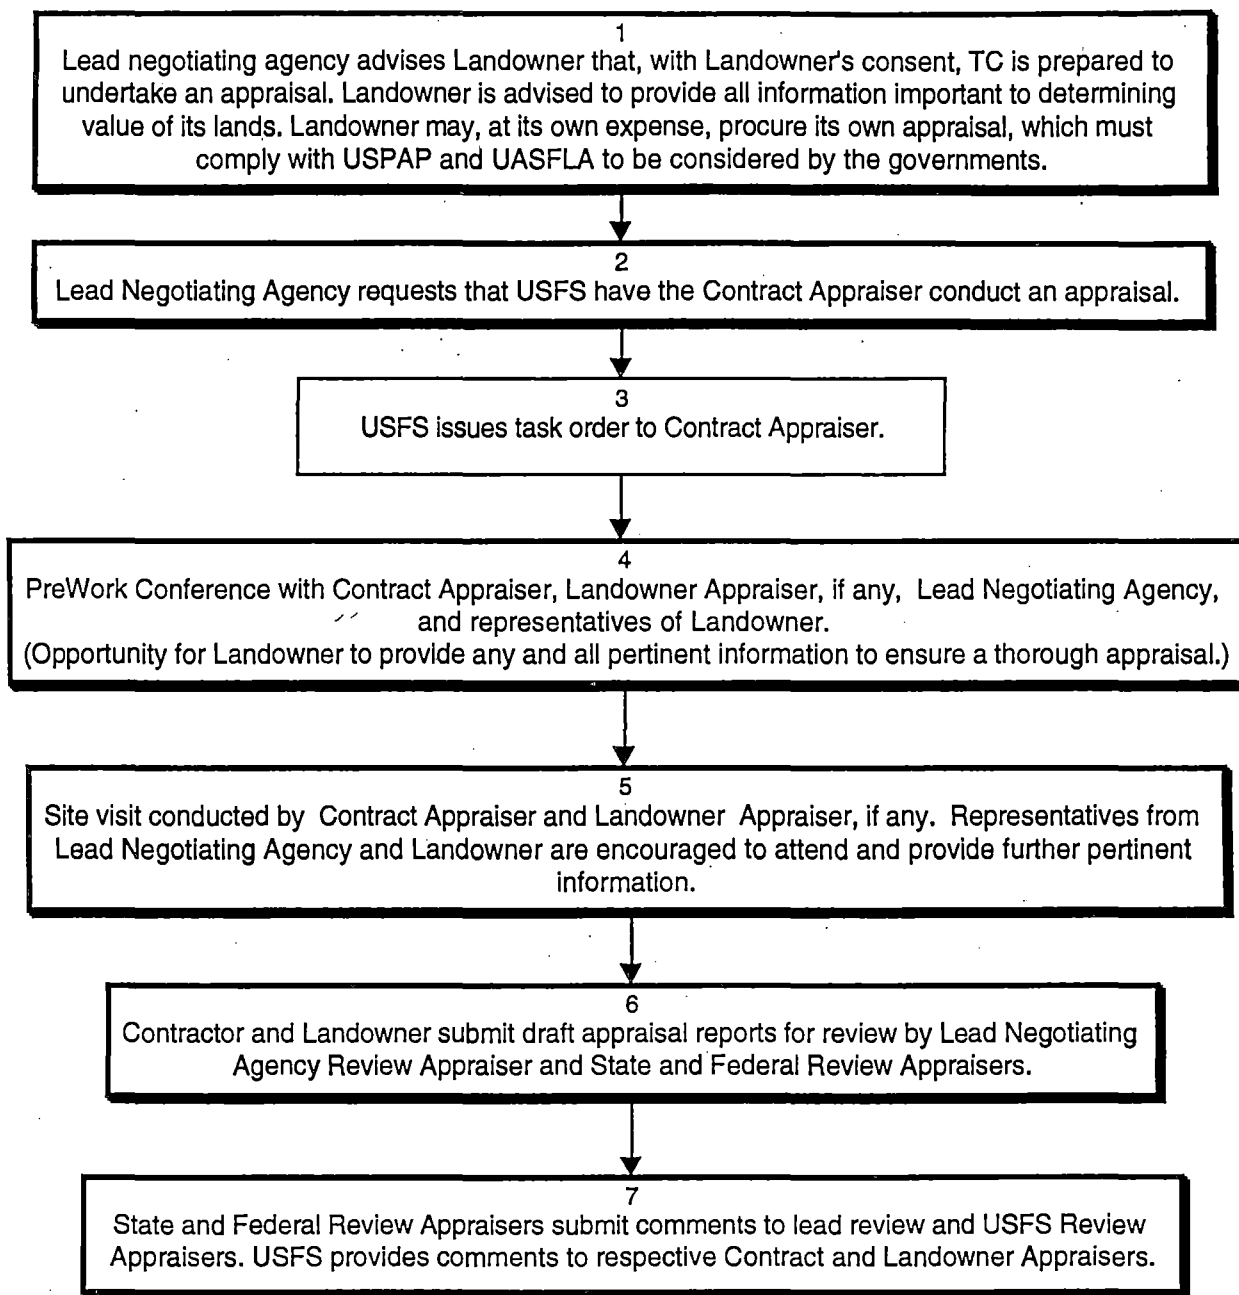 1
Lead negotiating agency advises Landowner that, with Landowner's consent, TC is prepared to
undertake an appraisal. Landowner is advised to provide all information important to determining
value of its lands. Landowner may, at its own expense, procure its own appraisal, which must
comply with USPAP and UASFLA to be considered by the governments.
2
Lead Negotiating Agency requests that USFS have the Contract Appraiser conduct an appraisal.
3
USFS issues task order to Contract Appraiser.
4
PreWork Conference with Contract Appraiser, Landowner Appraiser, if any, Lead Negotiating Agency,
and representatives of Landowner.
(Opportunity for Landowner to provide any and all pertinent information to ensure a thorough appraisal.)
5
Site visit conducted by Contract Appraiser and Landowner Appraiser, if any. Representatives from
Lead Negotiating Agency and Landowner are encouraged to attend and provide further pertinent
information.
6
Contractor and Landowner submit draft appraisal reports for review by Lead Negotiating
Agency Review Appraiser and State and Federal Review Appraisers.
7
State and Federal Review Appraisers submit comments to lead review and USFS Review
Appraisers. USFS provides comments to respective Contract and Landowner Appraisers.